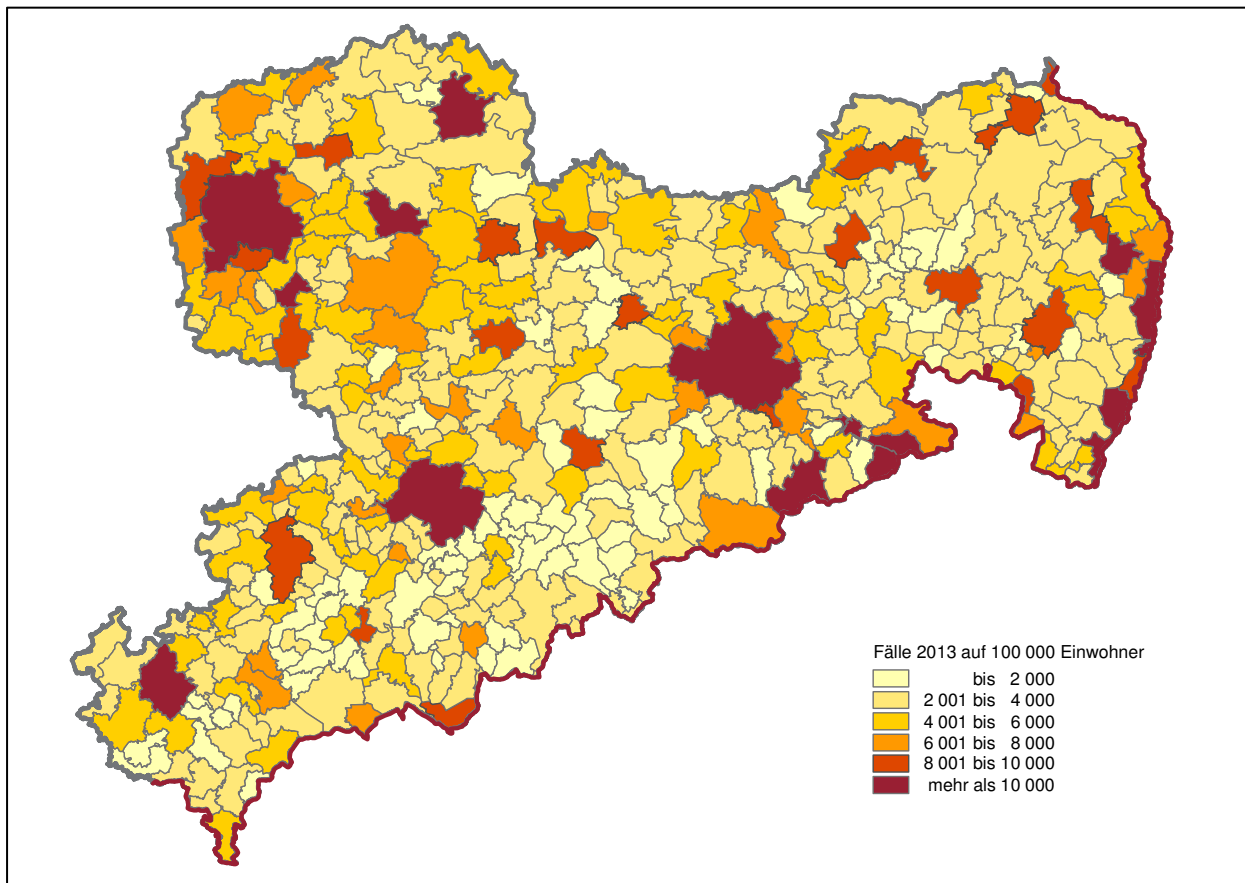 Fälle 2013 auf 100 000 Einwohner
bis 2 000
2 001 bis 4 000
4 001 bis 6 000
6 001 bis 8 000
8 001 bis 10 000
mehr als 10 000